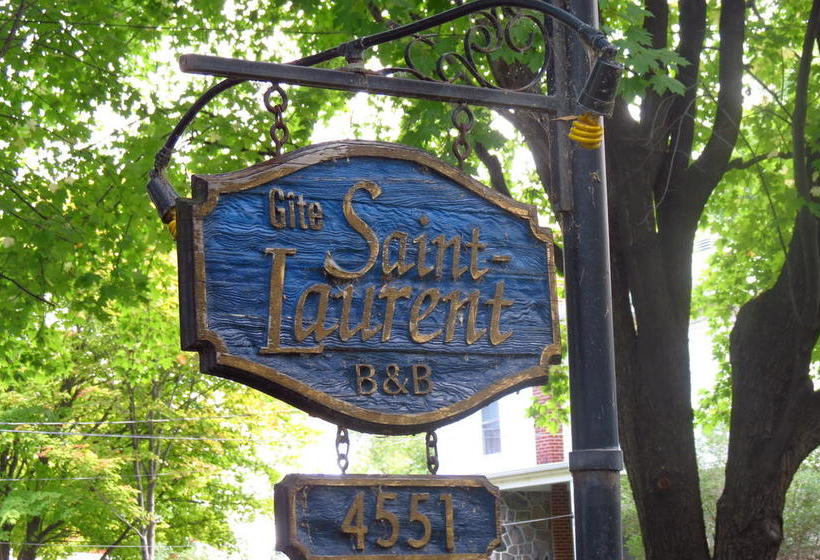 Gîte
Saint-
Laurent
B&B
4551